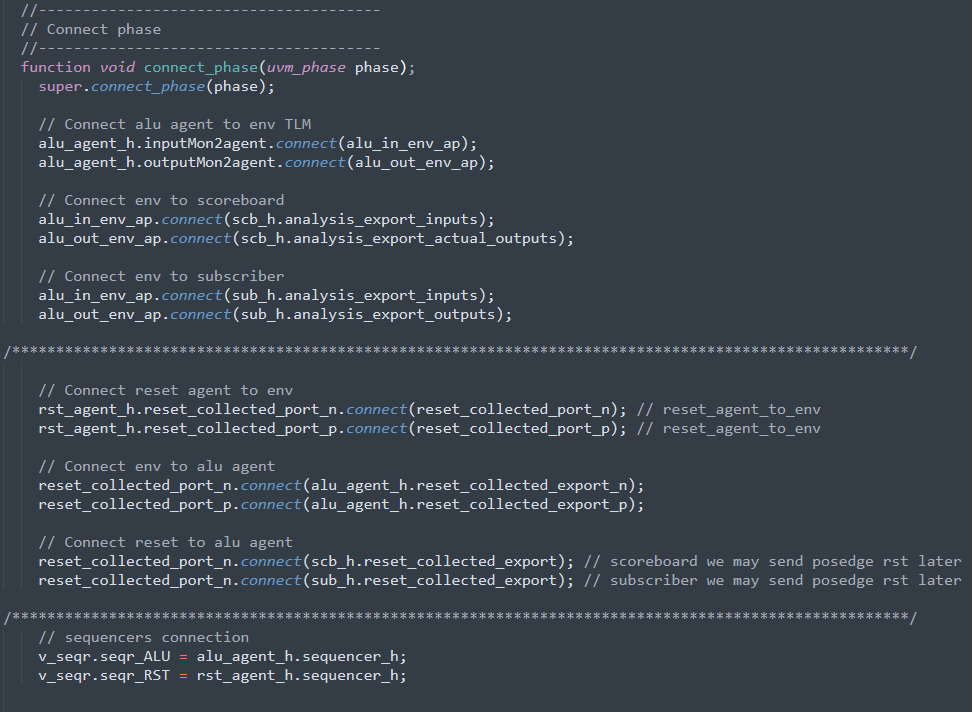 //---------------------------------------
// Connect phase
//---------------------------------------
function void connect_phase(uvm_phase phase);
super.connect_phase(phase);
// Connect alu agent to env TLM
alu_agent_h.inputMon2agent.connect(alu_in_env_ap);
alu_agent_h.outputMon2agent.connect(alu_out_env_ap);
// Connect env to scoreboard
alu_in_env_ap.connect(scb_h.analysis_export_inputs);
alu_out_env_ap.connect(scb_h.analysis_export_actual_outputs);
// Connect env to subscriber
alu_in_env_ap.connect(sub_h.analysis_export_inputs);
alu_out_env_ap.connect(sub_h.analysis_export_outputs);
/******************************************************************************************************/
// Connect reset agent to env
rst_agent_h.reset_collected_port_n.connect(reset_collected_port_n); // reset_agent_to_env
rst_agent_h.reset_collected_port_p.connect(reset_collected_port_p); // reset_agent_to_env
// Connect env to alu agent
reset_collected_port_n.connect(alu_agent_h.reset_collected_export_n);
reset_collected_port_p.connect(alu_agent_h.reset_collected_export_p);
// Connect reset to alu agent
reset_collected_port_n.connect(scb_h.reset_collected_export); // scoreboard we may send posedge rst later
reset_collected_port_n.connect(sub_h.reset_collected_export); // subscriber we may send posedge rst later
/******************************************************************************************************/
// sequencers connection
v_seqr.seqr_ALU = alu_agent_h.sequencer_h;
v_seqr.seqr_RST = rst_agent_h.sequencer_h;